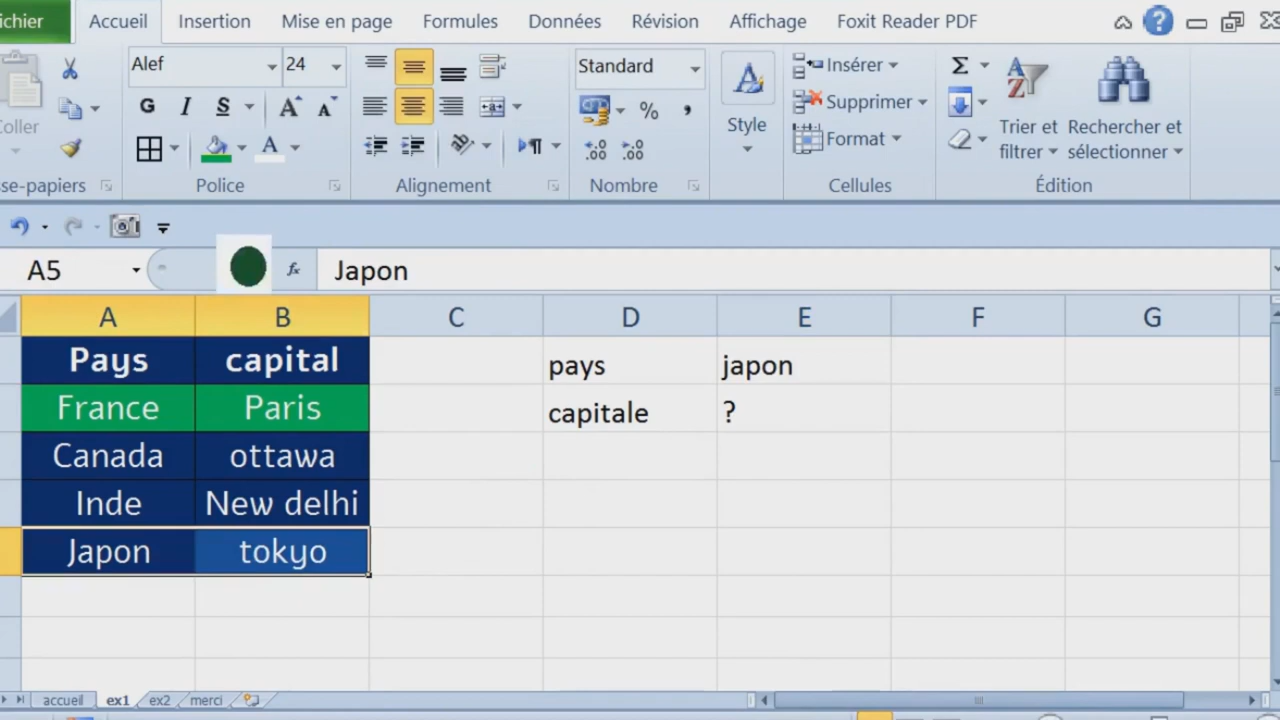 ichier Accueil Insertion Mise en page Formules Données Révision Affichage Foxit Reader PDF ?
Alef 24 Standard Insérer Σ
G I S A A % , Supprimer
Coller A Style Format Trier et Rechercher et
filtrer sélectionner
sse-papiers Police Alignement Nombre Cellules Édition
A5 fx Japon
A B C D E F G
Pays capital pays japon
France Paris capitale ?
Canada ottawa
Inde New delhi
Japon tokyo
accueil ex1 ex2 merci